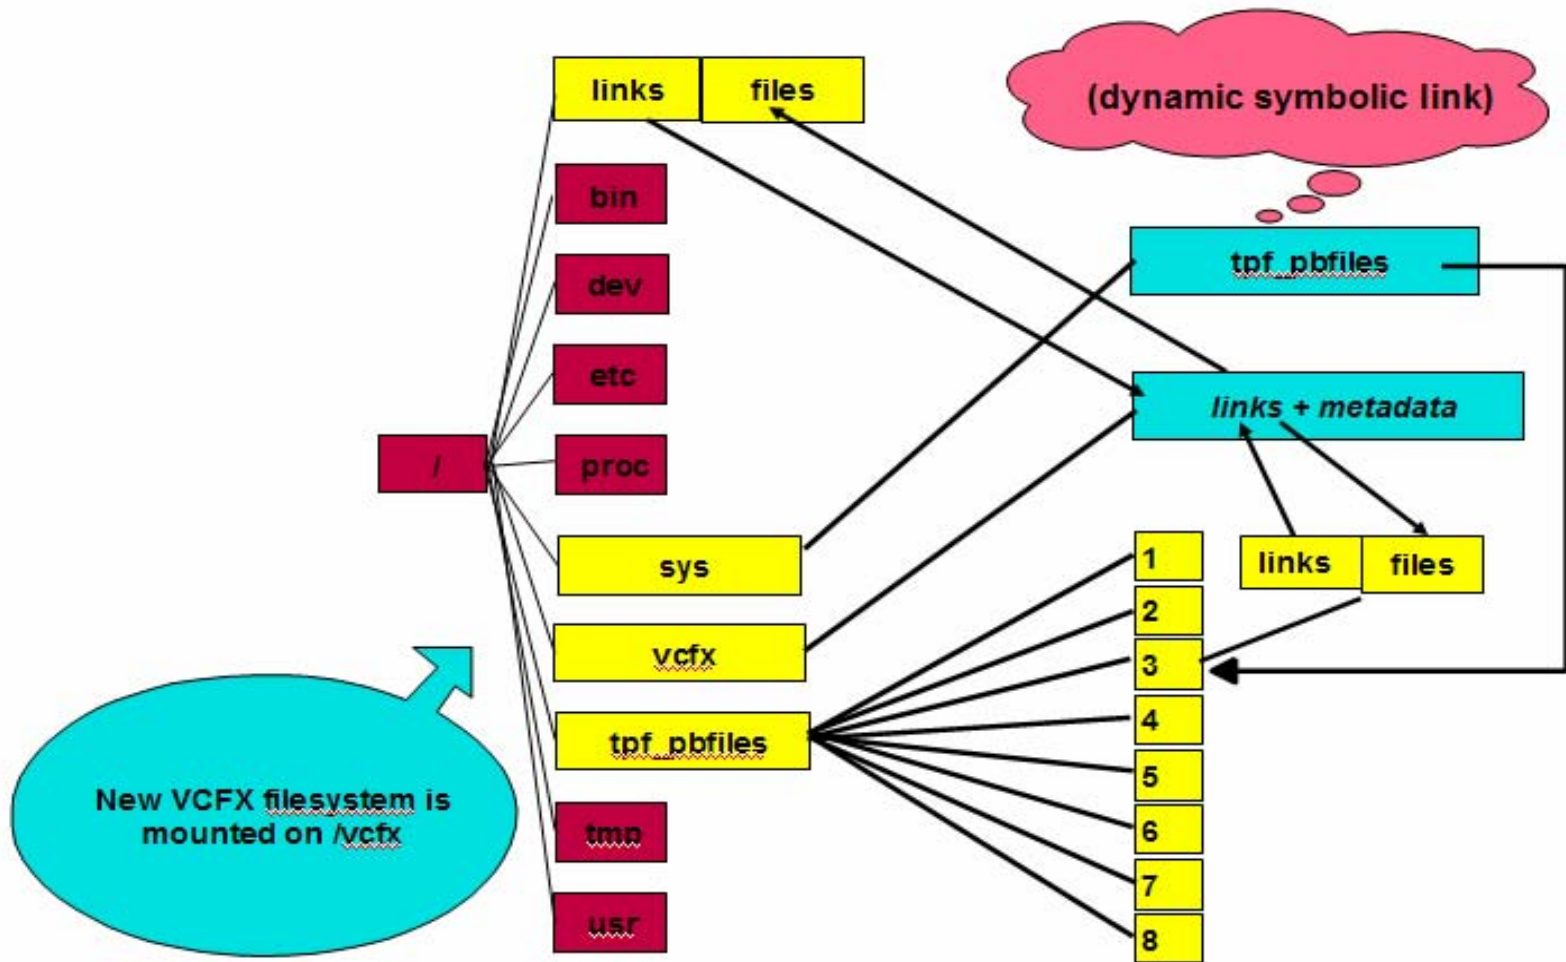 links files
(dynamic symbolic link)
bin
tpf_pbfiles
dev
etc
links + metadata
/
proc
sys
1
links files
2
vcfx
3
4
tpf_pbfiles
5
New VCFX filesystem is
mounted on /vcfx
tmp
6
7
usr
8